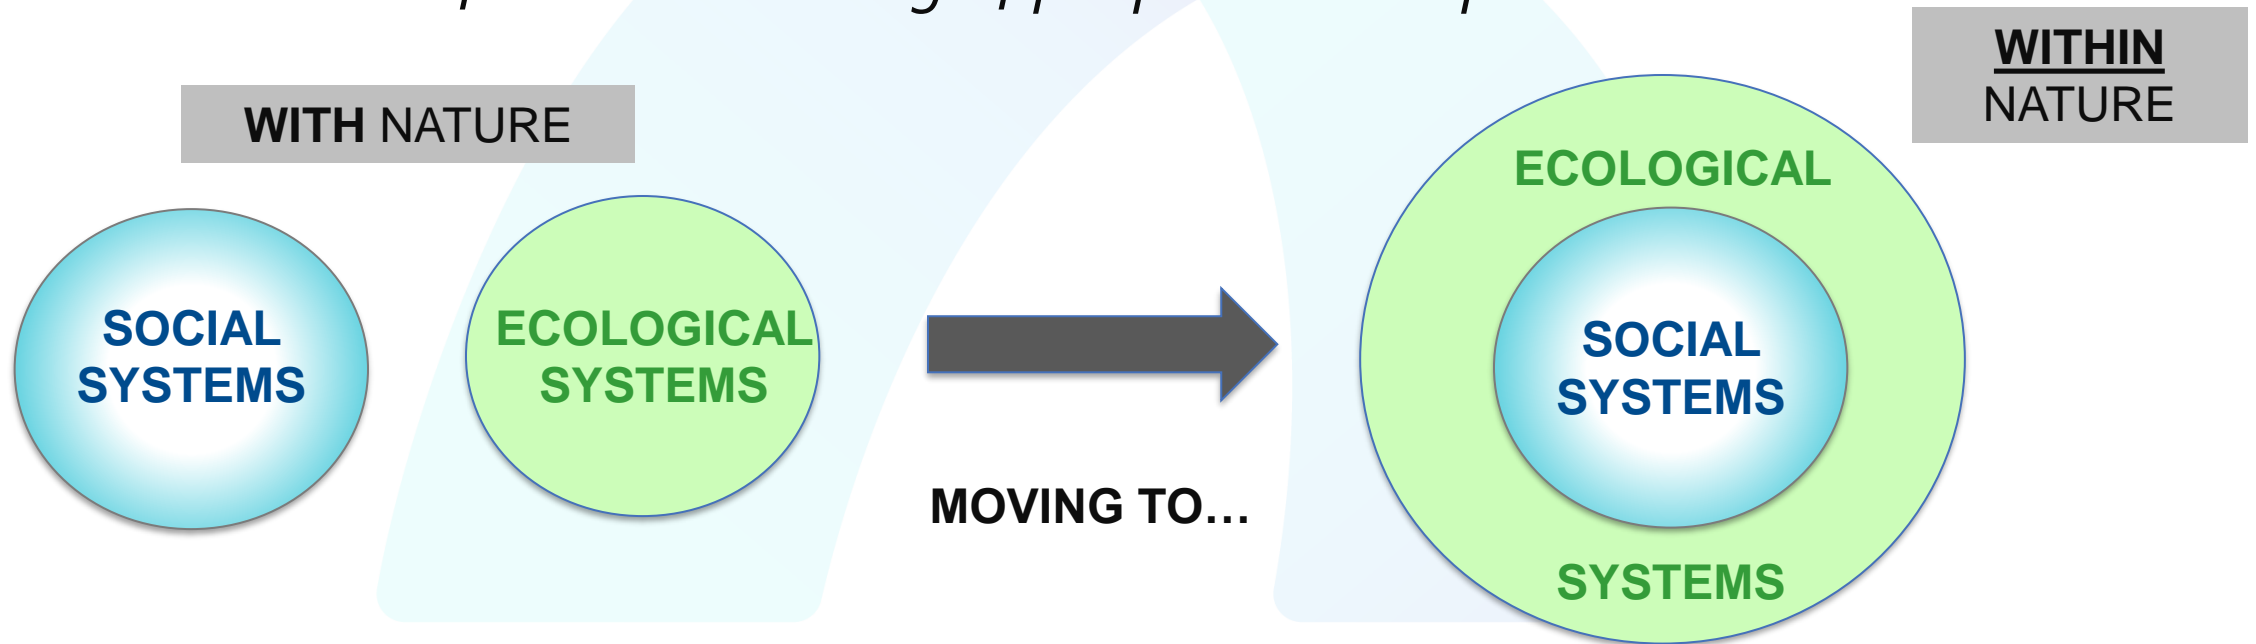 WITH NATURE
WITHIN
NATURE
SOCIAL
SYSTEMS
ECOLOGICAL
SYSTEMS
MOVING TO…
ECOLOGICAL
SOCIAL
SYSTEMS
SYSTEMS